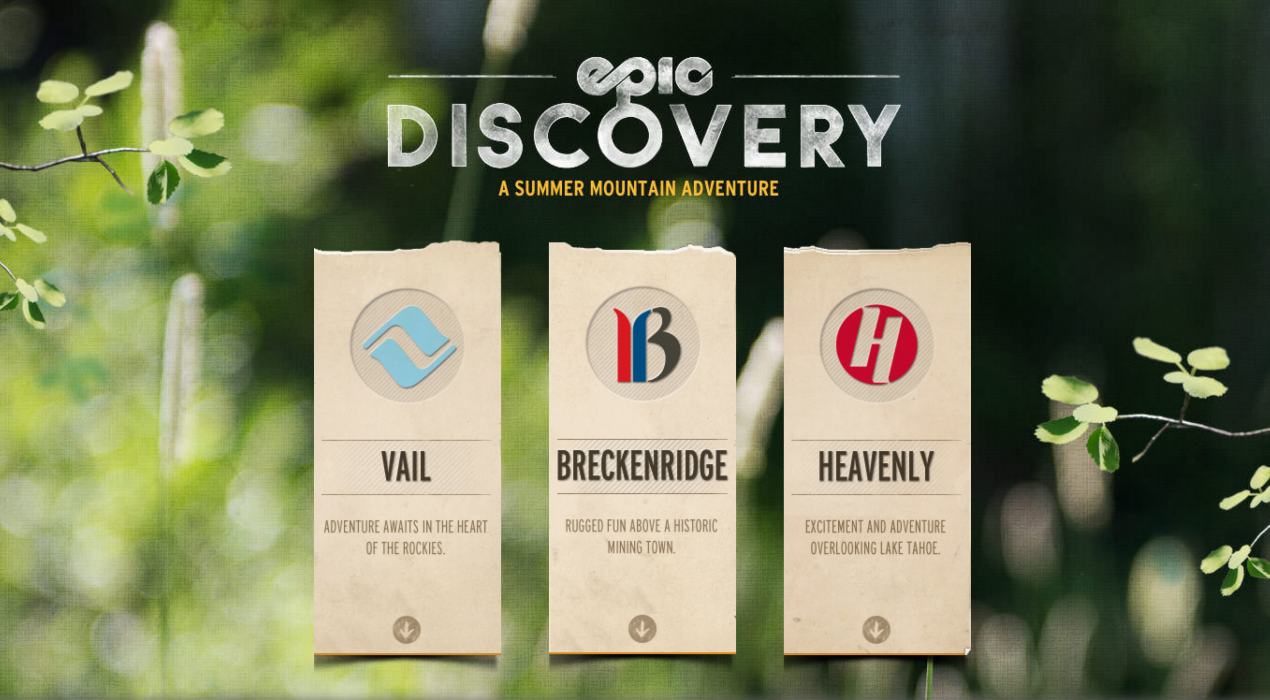 epic
DISCOVERY
A SUMMER MOUNTAIN ADVENTURE
VAIL
ADVENTURE AWAITS IN THE HEART
OF THE ROCKIES.
B
BRECKENRIDGE
RUGGED FUN ABOVE A HISTORIC
MINING TOWN.
H
HEAVENLY
EXCITEMENT AND ADVENTURE
OVERLOOKING LAKE TAHOE.